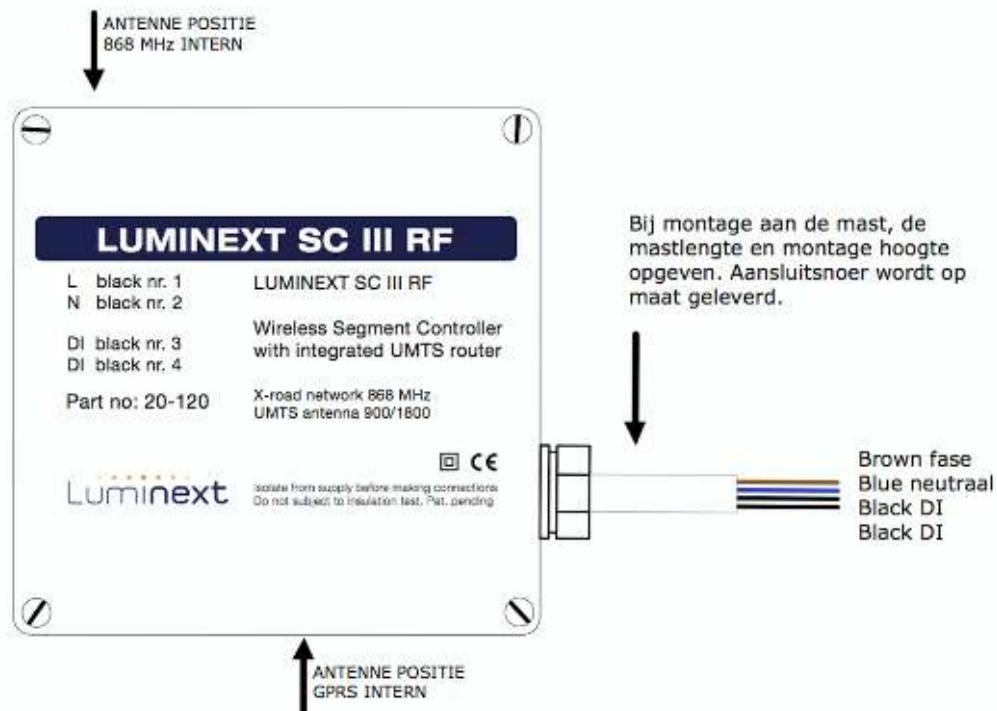 ANTENNE POSITIE
868 MHz INTERN
LUMINEXT SC III RF
L black nr. 1
N black nr. 2
DI black nr. 3
DI black nr. 4
Part no: 20-120
LUMINEXT SC III RF
Wireless Segment Controller
with integrated UMTS router
X-road network 868 MHz
UMTS antenna 900/1800
CE
Luminext
Isolate from supply before making connections
Do not subject to insulation test. Pat. pending
Bij montage aan de mast, de
mastlengte en montage hoogte
opgeven. Aansluitsnoer wordt op
maat geleverd.
Brown fase
Blue neutraal
Black DI
Black DI
ANTENNE POSITIE
GPRS INTERN